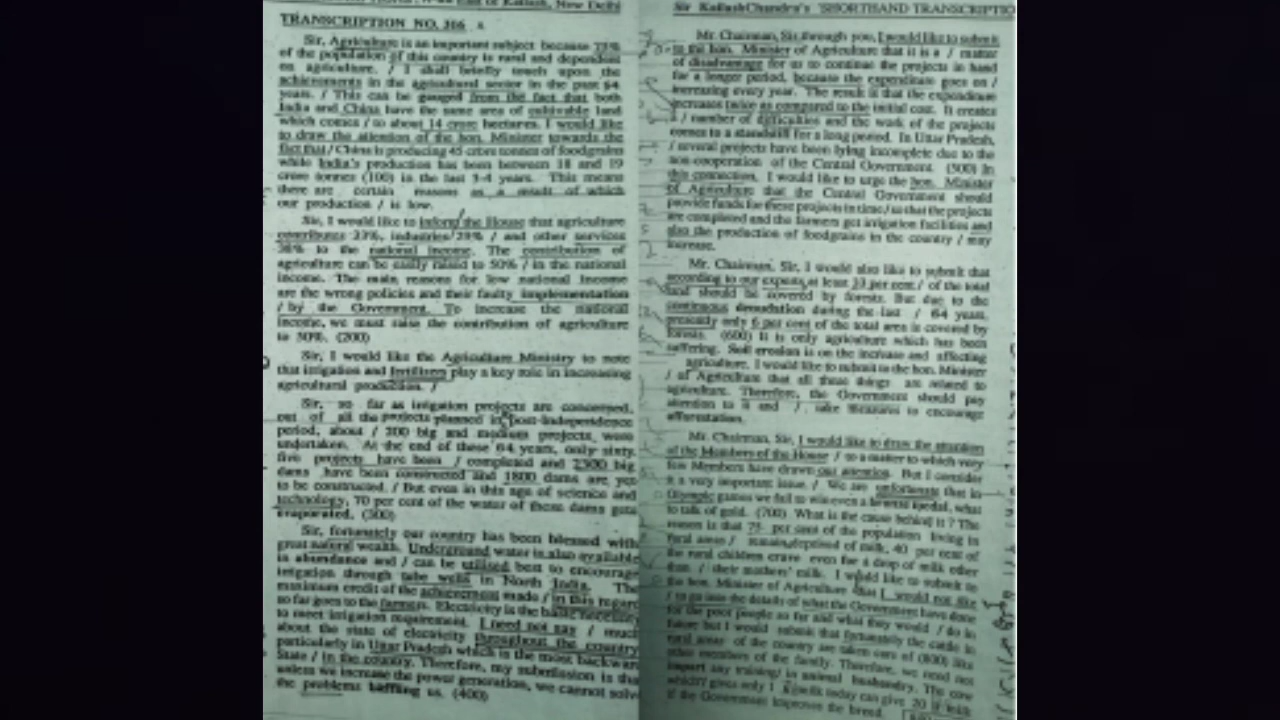 East of Kailash, New Delhi
TRANSCRIPTION NO. 306
Sir, Agriculture is an important subject because 75%
of the population of this country is rural and dependent
on agriculture. / I shall briefly touch upon the
achievements in the agricultural sector in the past 64
years. / This can be gauged from the fact that both
India and China have the same area of cultivable land
which comes / to about 14 crore hectares. I would like
to draw the attention of the hon. Minister towards the
fact that / China is producing 45 crore tonnes of foodgrains
while India's production has been between 18 and 19
crore tonnes (100) in the last 3-4 years. This means
there are certain reasons as a result of which
our production / is low.
Sir, I would like to inform the House that agriculture
contributes 33%, industries 29% / and other services
38% to the national income. The contribution of
agriculture can be easily raised to 50% / in the national
income. The main reasons for low national income
are the wrong policies and their faulty implementation
/ by the Government. To increase the national
income, we must raise the contribution of agriculture
to 50%. (200)
Sir, I would like the Agriculture Ministry to note
that irrigation and fertilizers play a key role in increasing
agricultural production. /
Sir, so far as irrigation projects are concerned,
out of all the projects planned in post-independence
period, about / 200 big and medium projects were
undertaken. At the end of these 64 years, only sixty
five projects have been / completed and 2300 big
dams have been constructed and 1800 dams are yet
to be constructed. / But even in this age of science and
technology, 70 per cent of the water of these dams gets
evaporated. (300)
Sir, fortunately our country has been blessed with
great natural wealth. Underground water is also available
in abundance and / can be utilised best to encourage
irrigation through tube wells in North India. The
maximum credit of the achievement made / in this regard
so far goes to the farmers. Electricity is the basic necessity
to meet irrigation requirement. I need not say / much
about the state of electricity throughout the country
particularly in Uttar Pradesh which is the most backward
State / in the country. Therefore, my submission is that
unless we increase the power generation, we cannot solve
the problems baffling us. (400)
Sir KailashChandra's 'SHORTHAND TRANSCRIPTIO
Mr. Chairman, Sir, through you, I would like to submit
to the hon. Minister of Agriculture that it is a / matter
of disadvantage for us to continue the projects in hand
for a longer period, because the expenditure goes on /
increasing every year. The result is that the expenditure
increases twice as compared to the initial cost. It creates
/ number of difficulties and the work of the projects
comes to a standstill for a long period. In Uttar Pradesh,
/ several projects have been lying incomplete due to the
non-cooperation of the Central Government. (500) In
this connection, I would like to urge the hon. Minister
of Agriculture that the Central Government should
provide funds for these projects in time / so that the projects
are completed and the farmers get irrigation facilities and
also the production of foodgrains in the country / may
increase.
Mr. Chairman, Sir, I would also like to submit that
according to our experts, at least 33 per cent / of the total
land should be covered by forests. But due to the
continuous denudation during the last / 64 years,
presently only 6 per cent of the total area is covered by
forests. (600) It is only agriculture which has been
suffering. Soil erosion is on the increase and affecting
agriculture. I would like to submit to the hon. Minister
/ of Agriculture that all these things are related to
agriculture. Therefore, the Government should pay
attention to it and / take measures to encourage
afforestation.
Mr. Chairman, Sir, I would like to draw the attention
of the Members of the House / to a matter to which very
few Members have drawn our attention. But I consider
it a very important issue. / We are unfortunate that in
Olympic games we fail to win even a bronze medal, what
to talk of gold. (700) What is the cause behind it? The
reason is that 75 per cent of the population living in
rural areas / remain deprived of milk, 40 per cent of
the rural children crave even for a drop of milk other
than / their mothers' milk. I would like to submit to
the hon. Minister of Agriculture that I would not like
/ to go into the details of what the Government have done
for the poor people so far and what they would / do in
future but I would submit that fortunately the cattle in
rural areas of the country are taken care of (800) like
other members of the family. Therefore, we need not
impart any training / in animal husbandry. The cow
which gives only 1 milk today can give 20 milk
if the Government improves the breed.